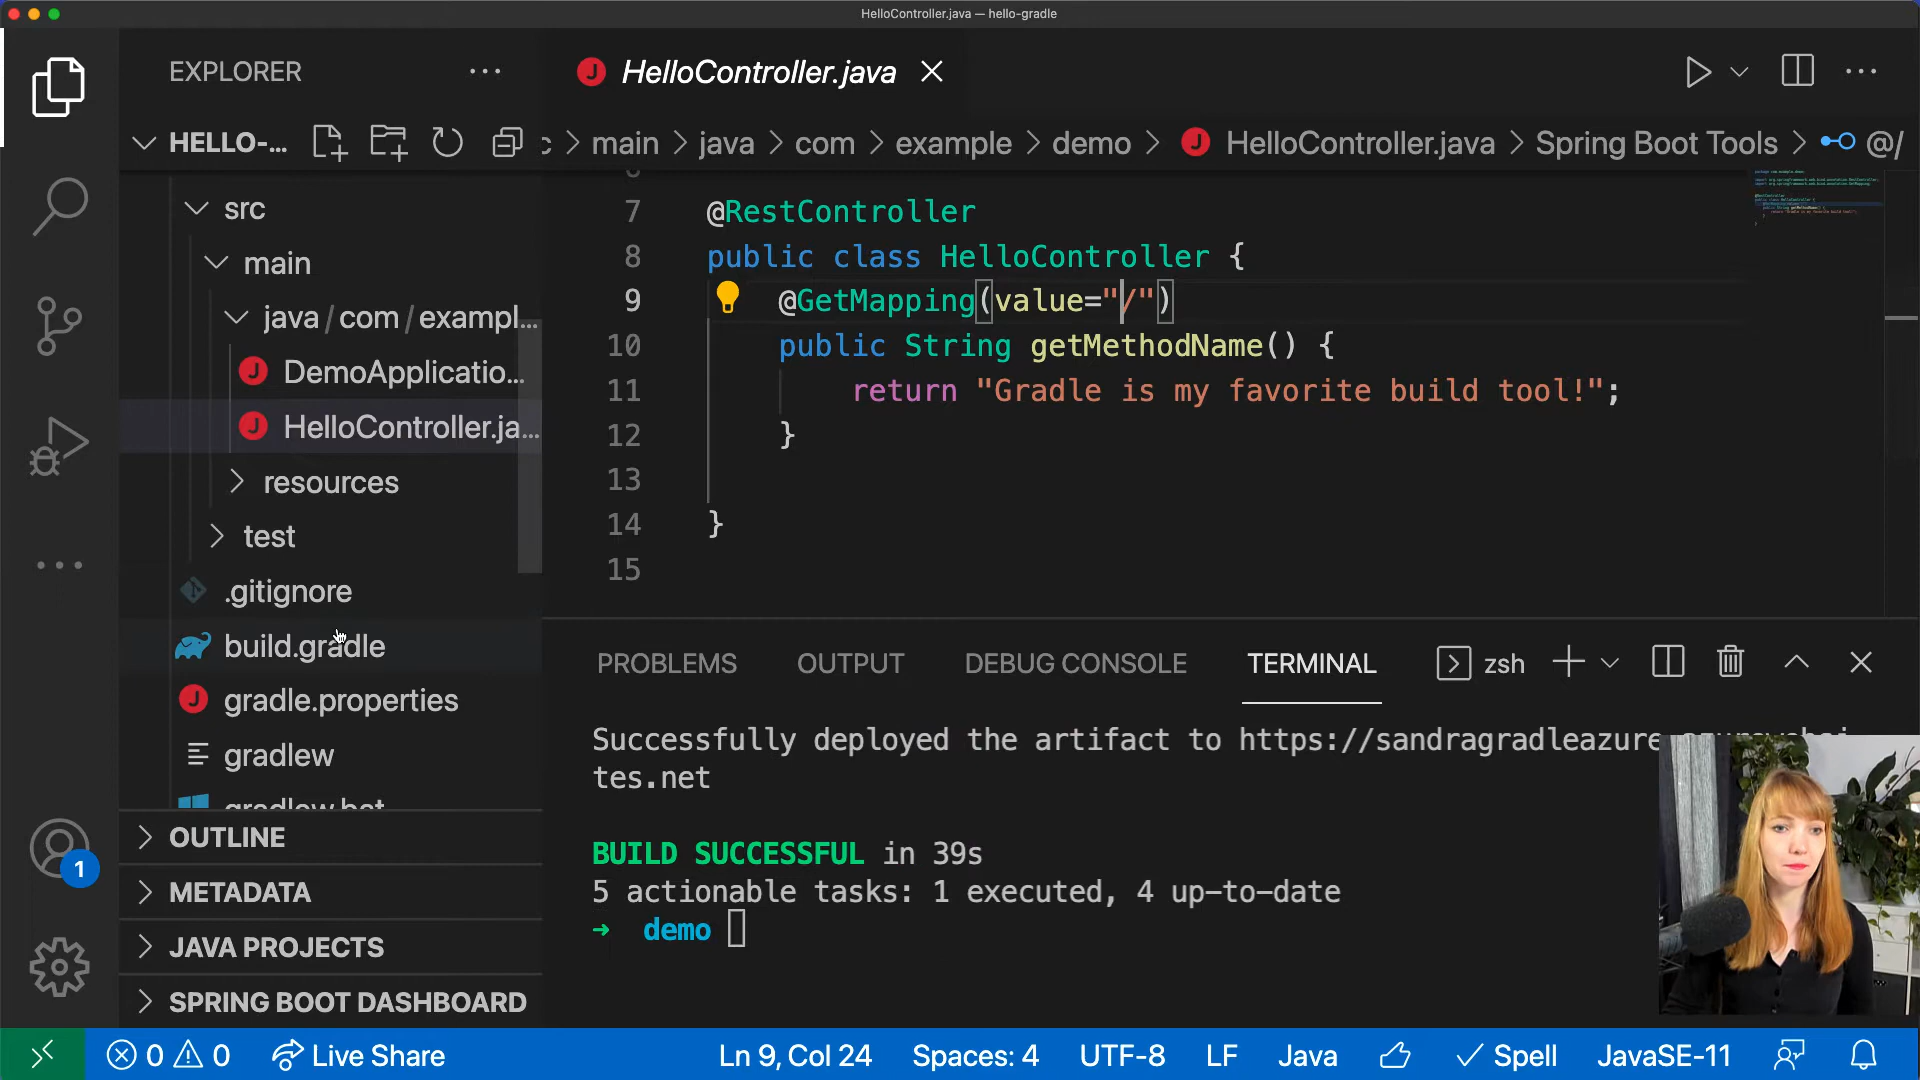 HelloController.java — hello-gradle
EXPLORER
HelloController.java
HELLO-...
main > java > com > example > demo > HelloController.java > Spring Boot Tools > @/
src
main
java / com / exampl...
DemoApplicatio...
HelloController.ja...
resources
test
.gitignore
build.gradle
gradle.properties
gradlew
gradlew.bat
OUTLINE
METADATA
JAVA PROJECTS
SPRING BOOT DASHBOARD
7 @RestController
8 public class HelloController {
9 @GetMapping(value="/")
10 public String getMethodName() {
11 return "Gradle is my favorite build tool!";
12 }
13
14 }
15
PROBLEMS OUTPUT DEBUG CONSOLE TERMINAL zsh
Successfully deployed the artifact to https://sandragradleazure
tes.net
BUILD SUCCESSFUL in 39s
5 actionable tasks: 1 executed, 4 up-to-date
→ demo
1
0 0 Live Share Ln 9, Col 24 Spaces: 4 UTF-8 LF Java Spell JavaSE-11